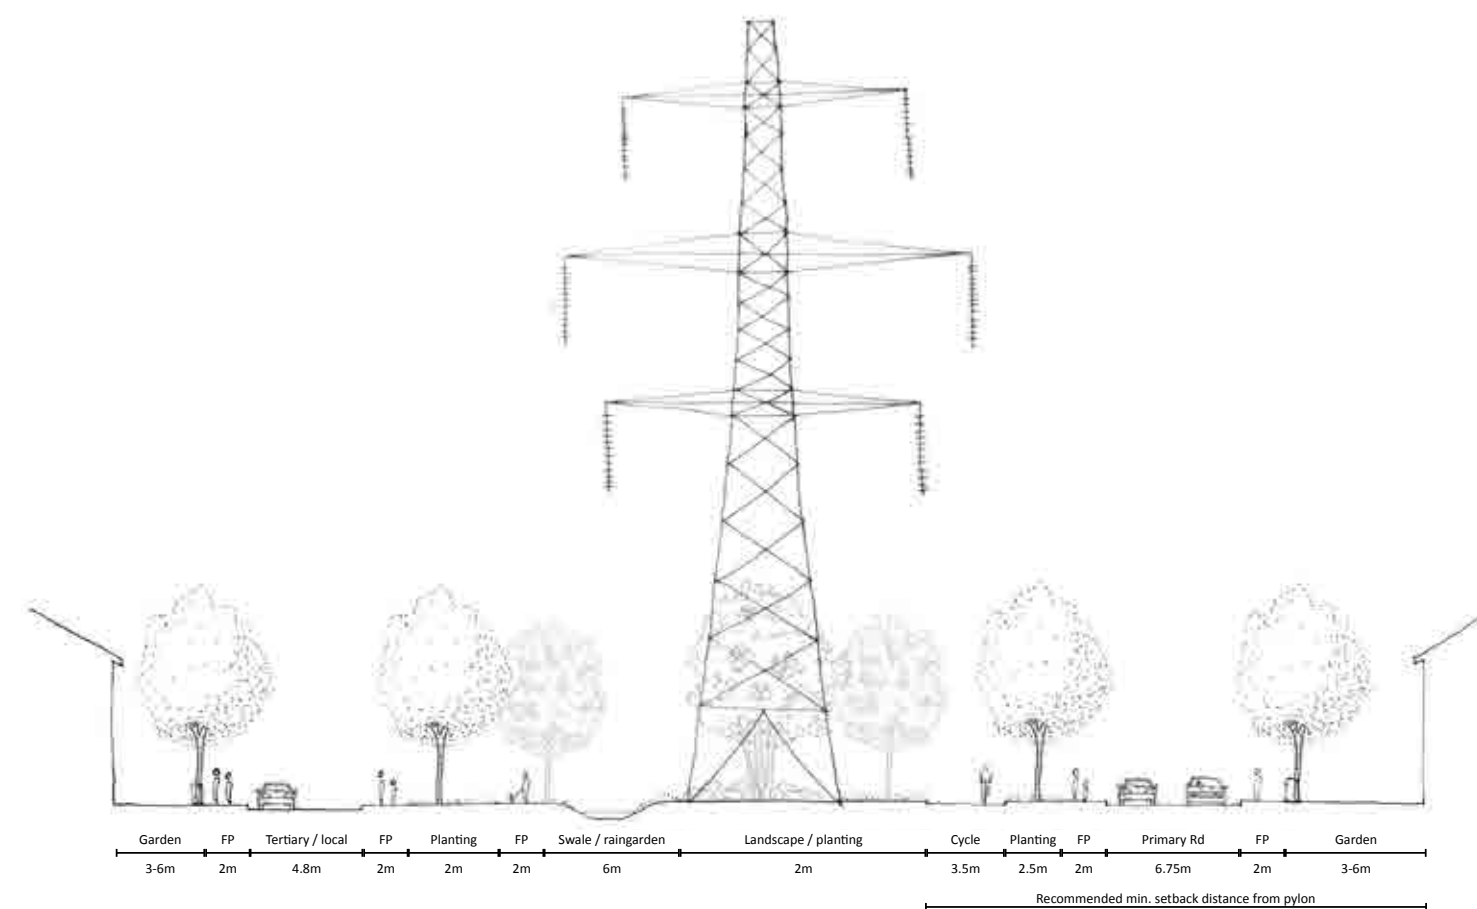 Garden FP Tertiary / local FP Planting FP Swale / raingarden Landscape / planting Cycle Planting FP Primary Rd FP Garden
3-6m 2m 4.8m 2m 2m 2m 6m 2m 3.5m 2.5m 2m 6.75m 2m 3-6m
Recommended min. setback distance from pylon